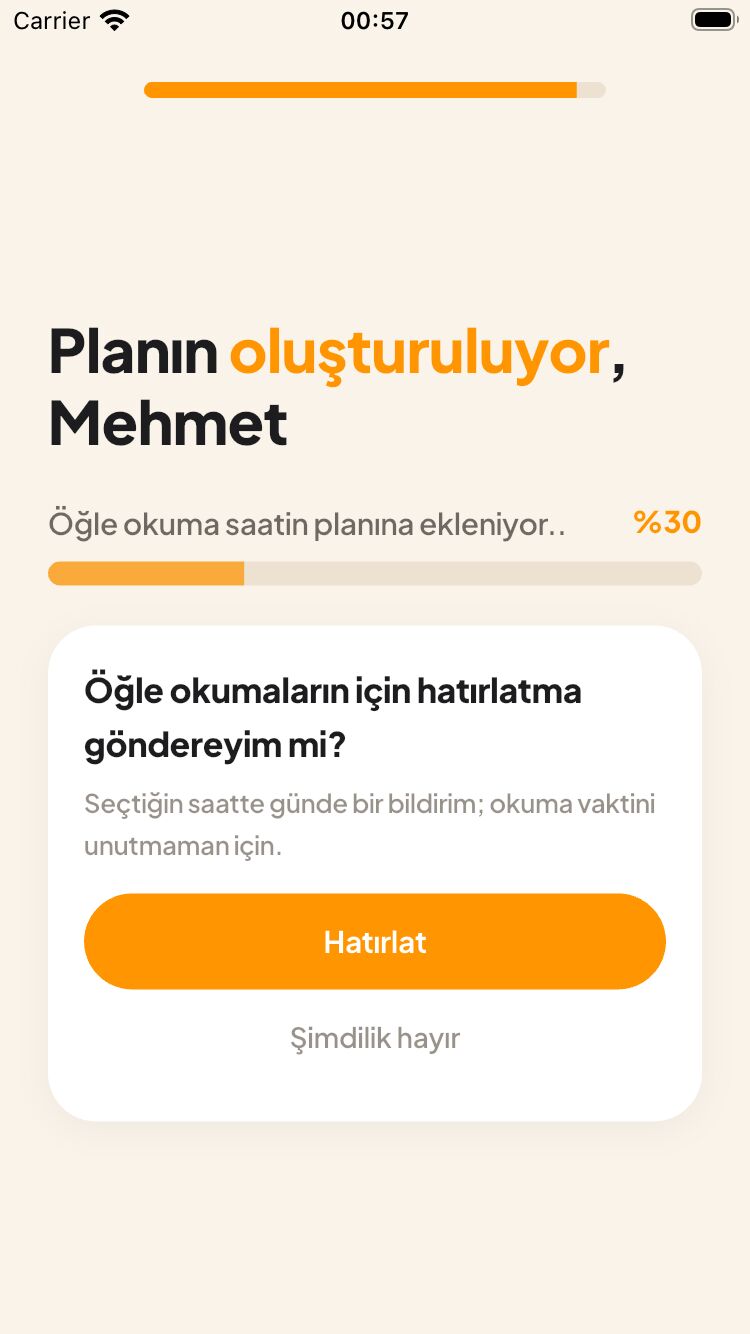 Carrier 00:57
Planın oluşturuluyor,
Mehmet
Öğle okuma saatin planına ekleniyor.. %30
Öğle okumaların için hatırlatma
göndereyim mi?
Seçtiğin saatte günde bir bildirim; okuma vaktini
unutmaman için.
Hatırlat
Şimdilik hayır